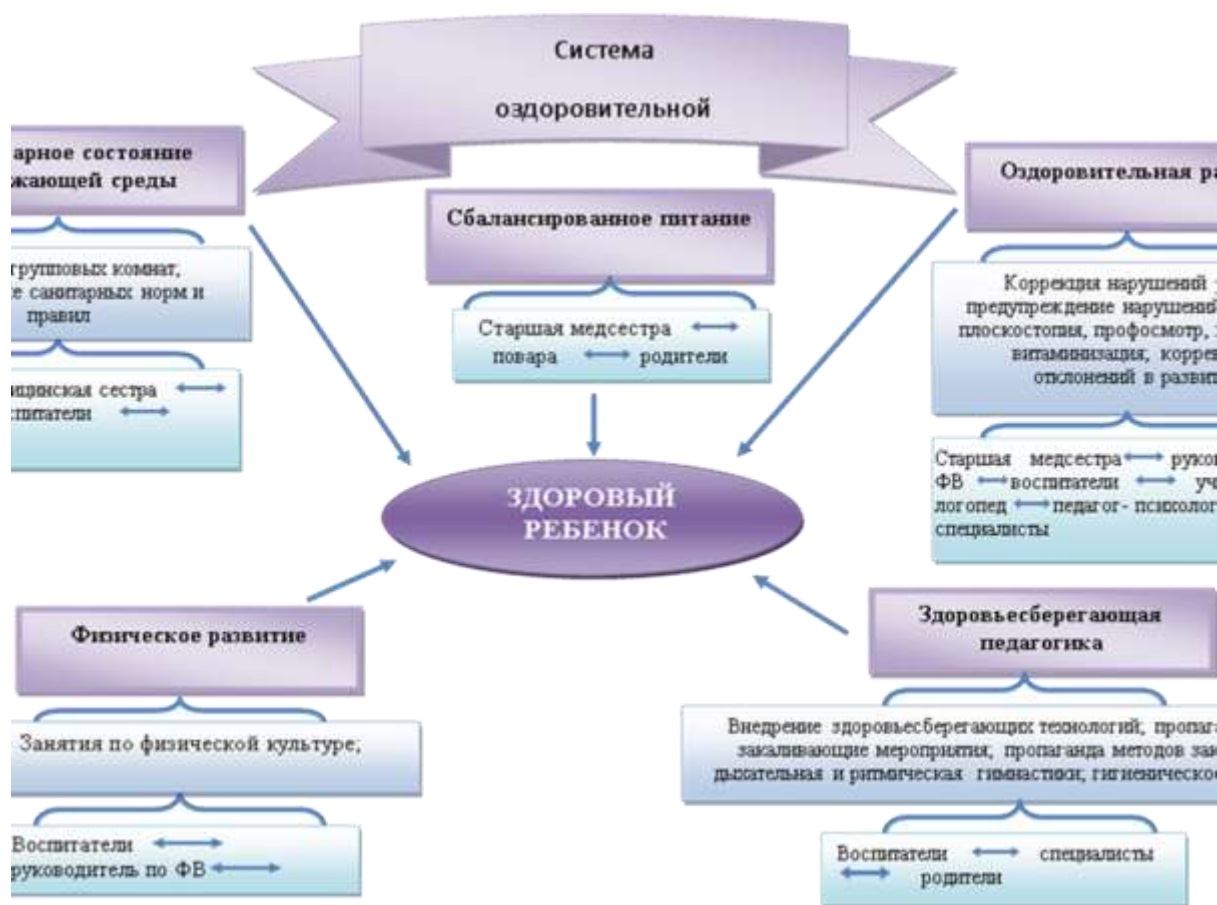 Система
оздоровительной
арное состояние
жающей среды
групповых комнат,
е санитарных норм и
правил
ицинская сестра
спитатели
Сбалансированное питание
Старшая медсестра
повара родители
Оздоровительная ра
Коррекция нарушений
предупреждение нарушений
плоскостопия, профосмотр,
витаминизация, коррек
отклонений в развит
Старшая медсестра руко
ФВ воспитатели уч
логопед педагог- психолог
специалисты
ЗДОРОВЫЙ
РЕБЕНОК
Физическое развитие
Занятия по физической культуре;
Воспитатели
руководитель по ФВ
Здоровьесберегающая
педагогика
Внедрение здоровьесберегающих технологий; пропага
закаливающие мероприятия; пропаганда методов зак
дыхательная и ритмическая гимнастики; гигиеническо
Воспитатели специалисты
родители